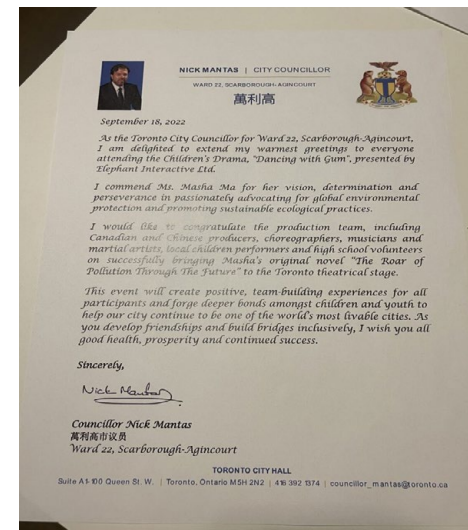 NICK MANTAS | CITY COUNCILLOR
WARD 22, SCARBOROUGH-AGINCOURT
萬利高
September 18, 2022
As the Toronto City Councillor for Ward 22, Scarborough-Agincourt,
I am delighted to extend my warmest greetings to everyone
attending the Children's Drama, "Dancing with Gum", presented by
Elephant Interactive Ltd.
I commend Ms. Masha Ma for her vision, determination and
perseverance in passionately advocating for global environmental
protection and promoting sustainable ecological practices.
I would like to congratulate the production team, including
Canadian and Chinese producers, choreographers, musicians and
martial artists, local children performers and high school volunteers
on successfully bringing Masha's original novel "The Roar of
Pollution Through The Future" to the Toronto theatrical stage.
This event will create positive, team-building experiences for all
participants and forge deeper bonds amongst children and youth to
help our city continue to be one of the world's most livable cities. As
you develop friendships and build bridges inclusively, I wish you all
good health, prosperity and continued success.
Sincerely,
Nick Mantas
Councillor Nick Mantas
萬利高市议员
Ward 22, Scarborough-Agincourt
TORONTO CITY HALL
Suite A1-100 Queen St. W. | Toronto, Ontario M5H 2N2 | 416 392 1374 | councillor_mantas@toronto.ca